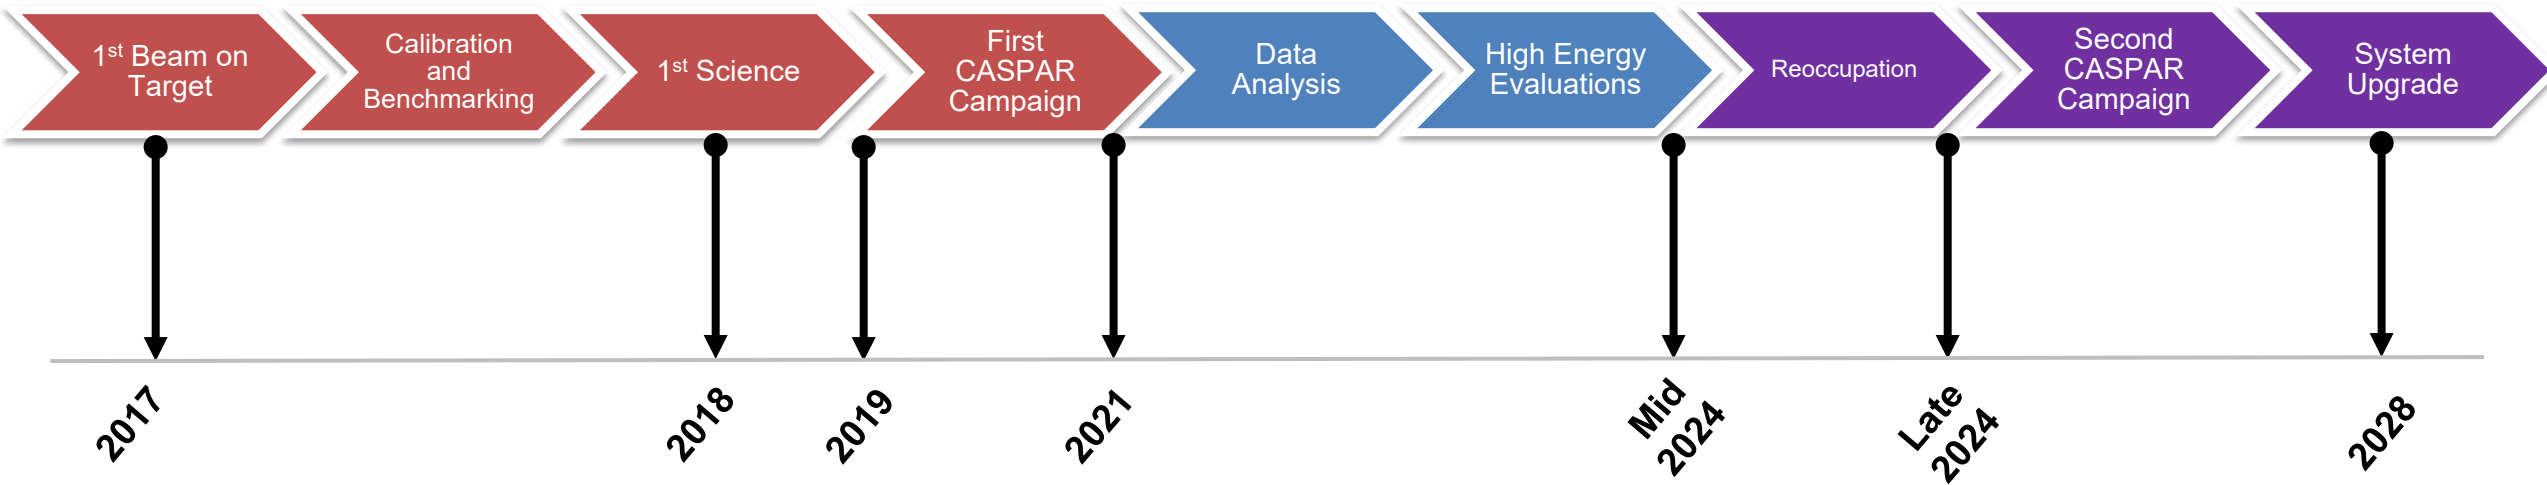 1st Beam on
Target
Calibration
and
Benchmarking
1st Science
First
CASPAR
Campaign
Data
Analysis
High Energy
Evaluations
Reoccupation
Second
CASPAR
Campaign
System
Upgrade
2017
2018
2019
2021
Mid
2024
Late
2024
2028